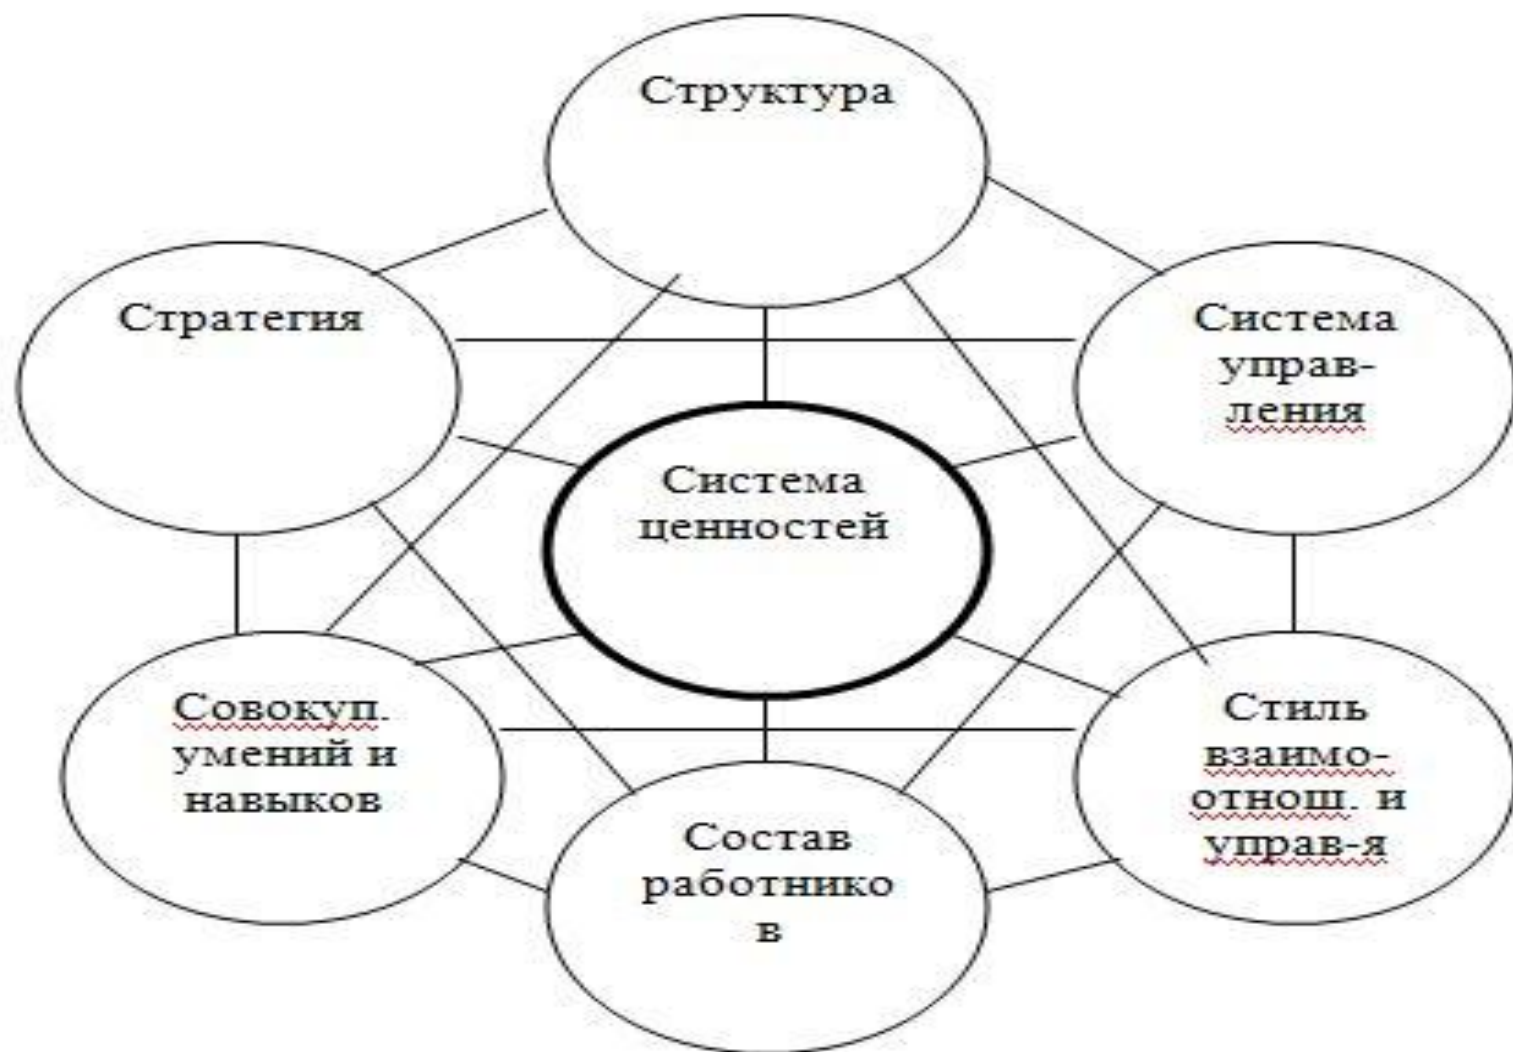 Структура
Стратегия
Система
управ-
ления
Система
ценностей
Совокуп.
умений и
навыков
Стиль
взаимо-
отнош. и
управ-я
Состав
работнико
в